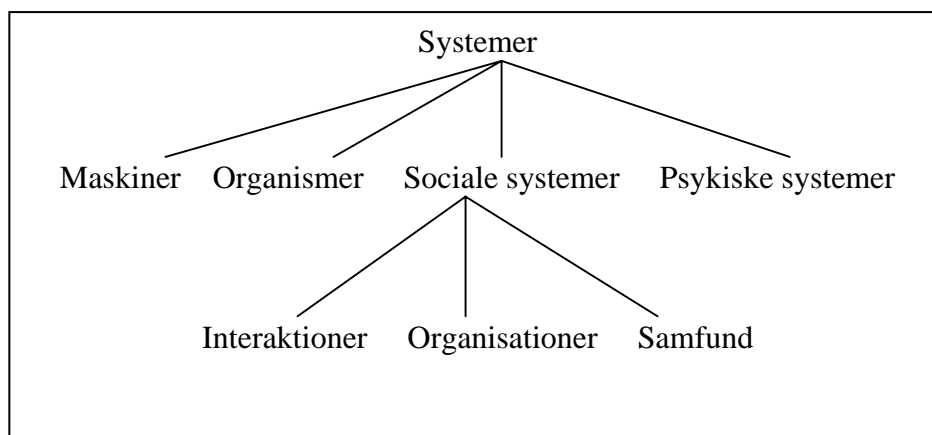 Systemer
Maskiner Organismer Sociale systemer Psykiske systemer
Interaktioner Organisationer Samfund